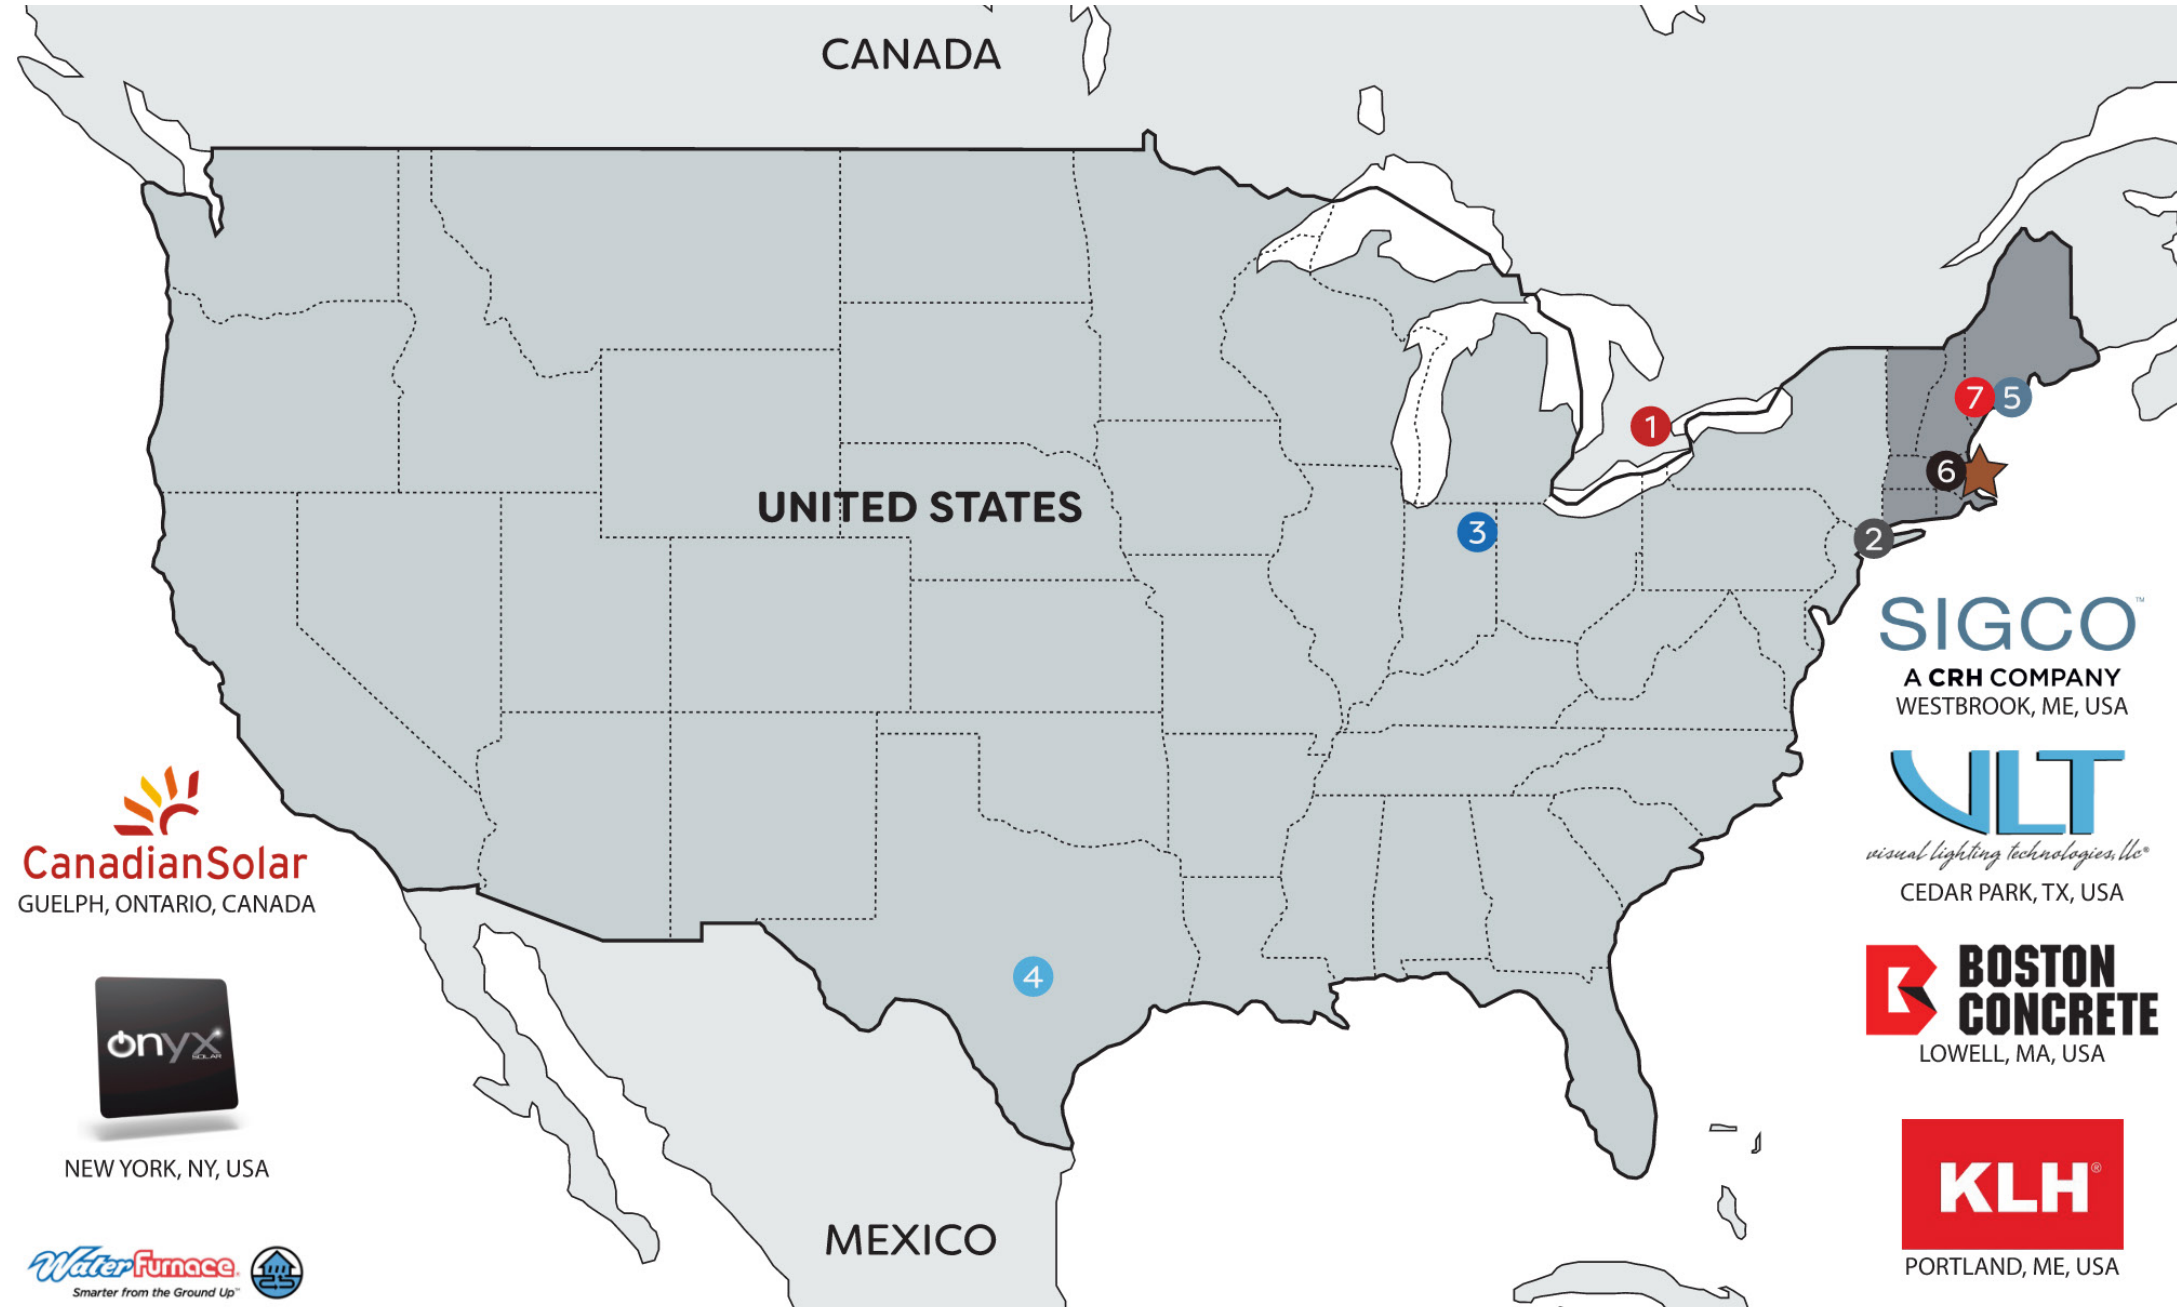 CANADA
UNITED STATES
MEXICO
1
2
3
4
5
6
7
CanadianSolar
GUELPH, ONTARIO, CANADA
onyx
SOLAR
NEW YORK, NY, USA
WaterFurnace®
Smarter from the Ground Up™
SIGCO™
A CRH COMPANY
WESTBROOK, ME, USA
VLT
visual lighting technologies, llc®
CEDAR PARK, TX, USA
BOSTON
CONCRETE
LOWELL, MA, USA
KLH®
PORTLAND, ME, USA